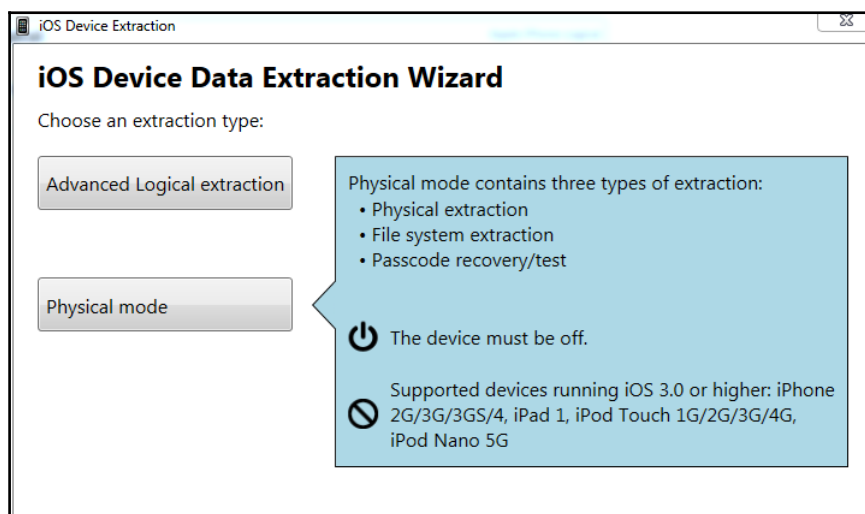 iOS Device Extraction
iOS Device Data Extraction Wizard
Choose an extraction type:
Advanced Logical extraction
Physical mode contains three types of extraction:
• Physical extraction
• File system extraction
• Passcode recovery/test
Physical mode
The device must be off.
Supported devices running iOS 3.0 or higher: iPhone
2G/3G/3GS/4, iPad 1, iPod Touch 1G/2G/3G/4G,
iPod Nano 5G